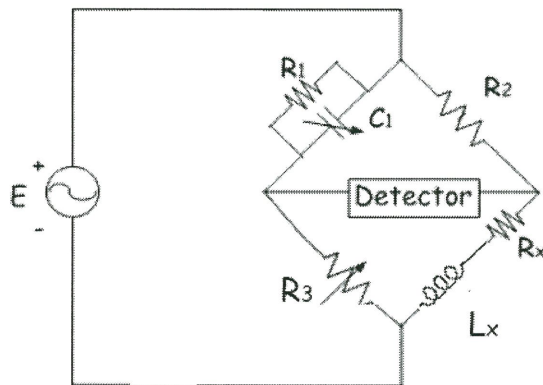 R1
R2
C1
+
E
Detector
-
Rx
R3
Lx